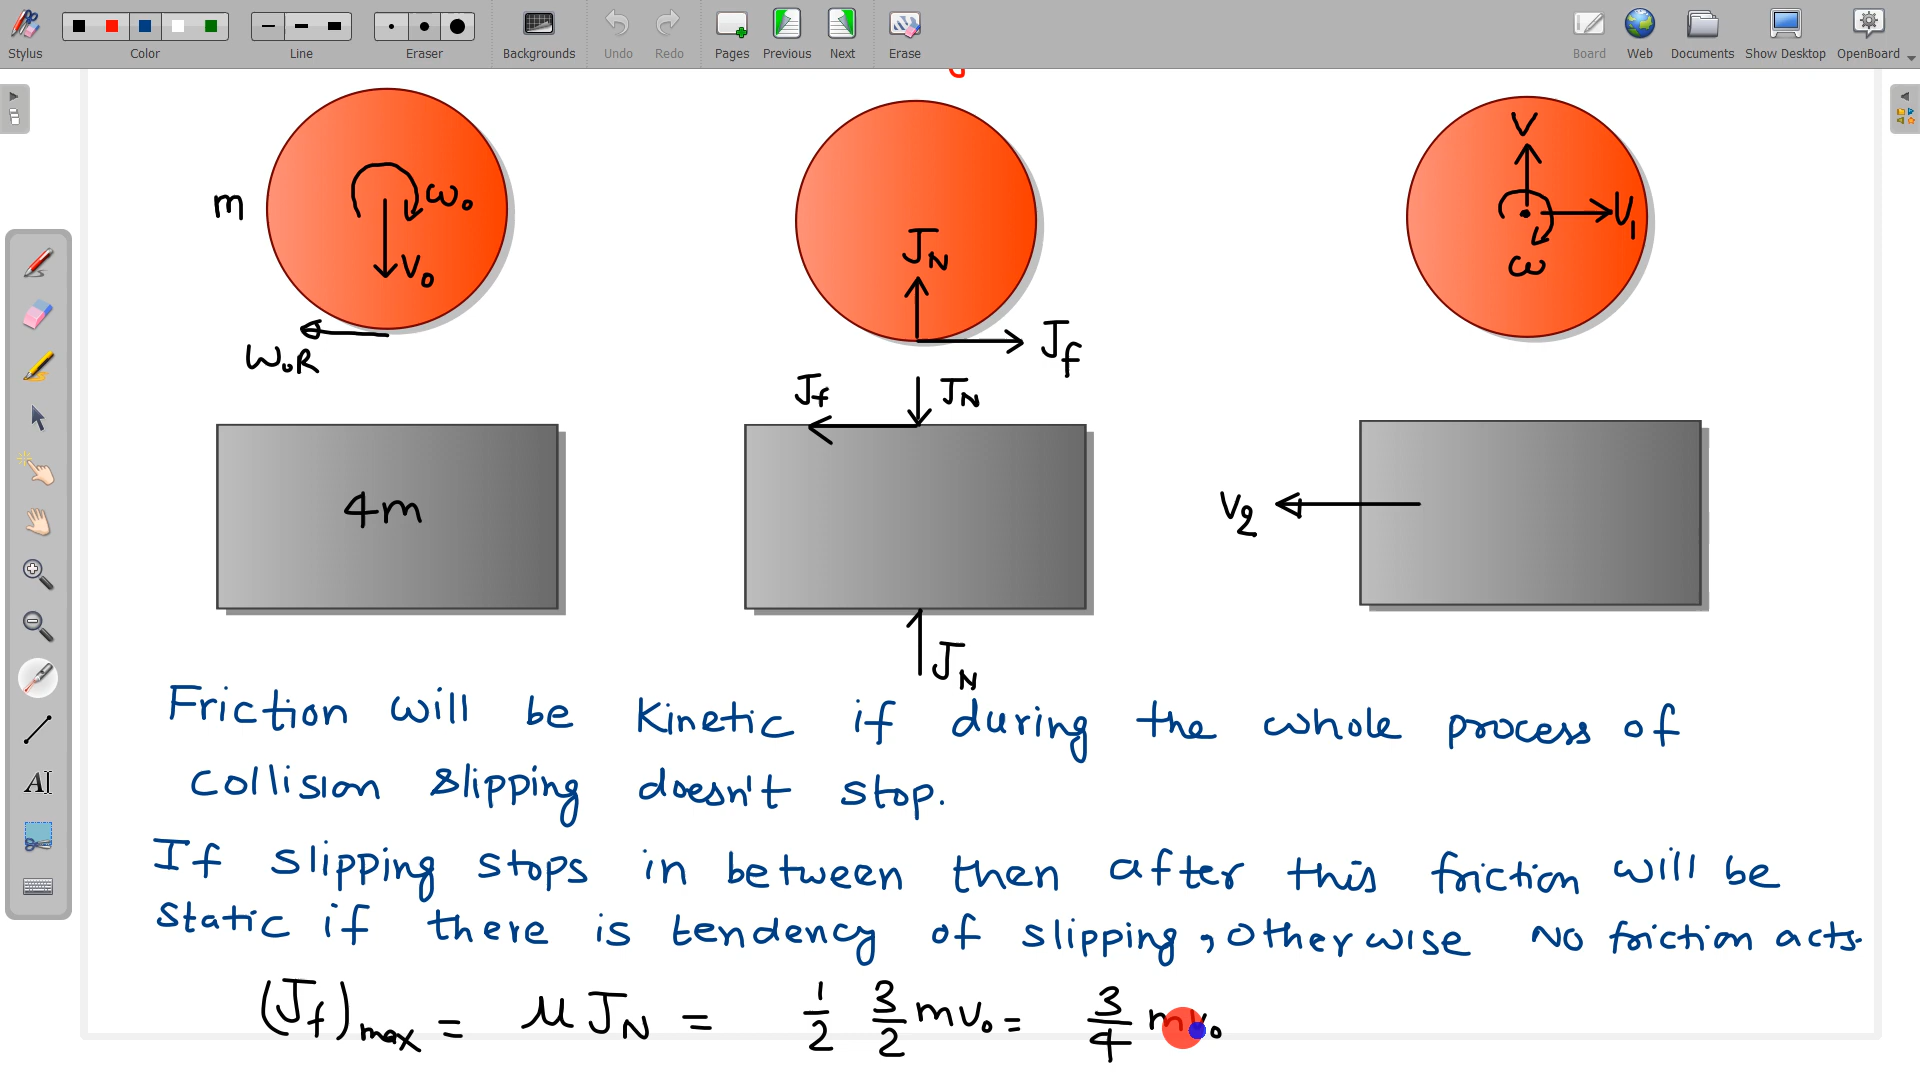 Stylus Color Line Eraser Backgrounds Undo Redo Pages Previous Next Erase Board Web Documents Show Desktop OpenBoard
m
ω₀
V₀
ω₀R
J_N
J_f
V
V₁
ω
J_f
J_N
4m
V₂
J_N
Friction will be Kinetic if during the whole process of
collision slipping doesn't stop.
If slipping stops in between then after this friction will be
static if there is tendency of slipping, otherwise No friction acts.
(J_f)max = μ J_N = 1/2 3/2 mv₀ = 3/4 mv₀
AI